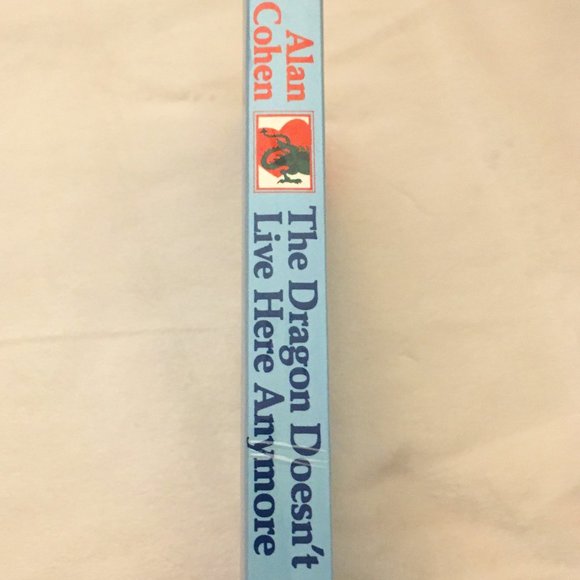 Alan
Cohen
The Dragon Doesn't
Live Here Anymore